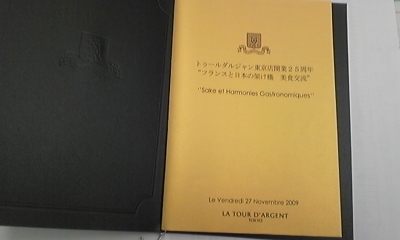 トゥールダルジャン東京店開業25周年
"フランスと日本の架け橋　美食交流"
"Sake et Harmonies Gastronomiques"
Le Vendredi 27 Novembre 2009
LA TOUR D'ARGENT
TOKYO